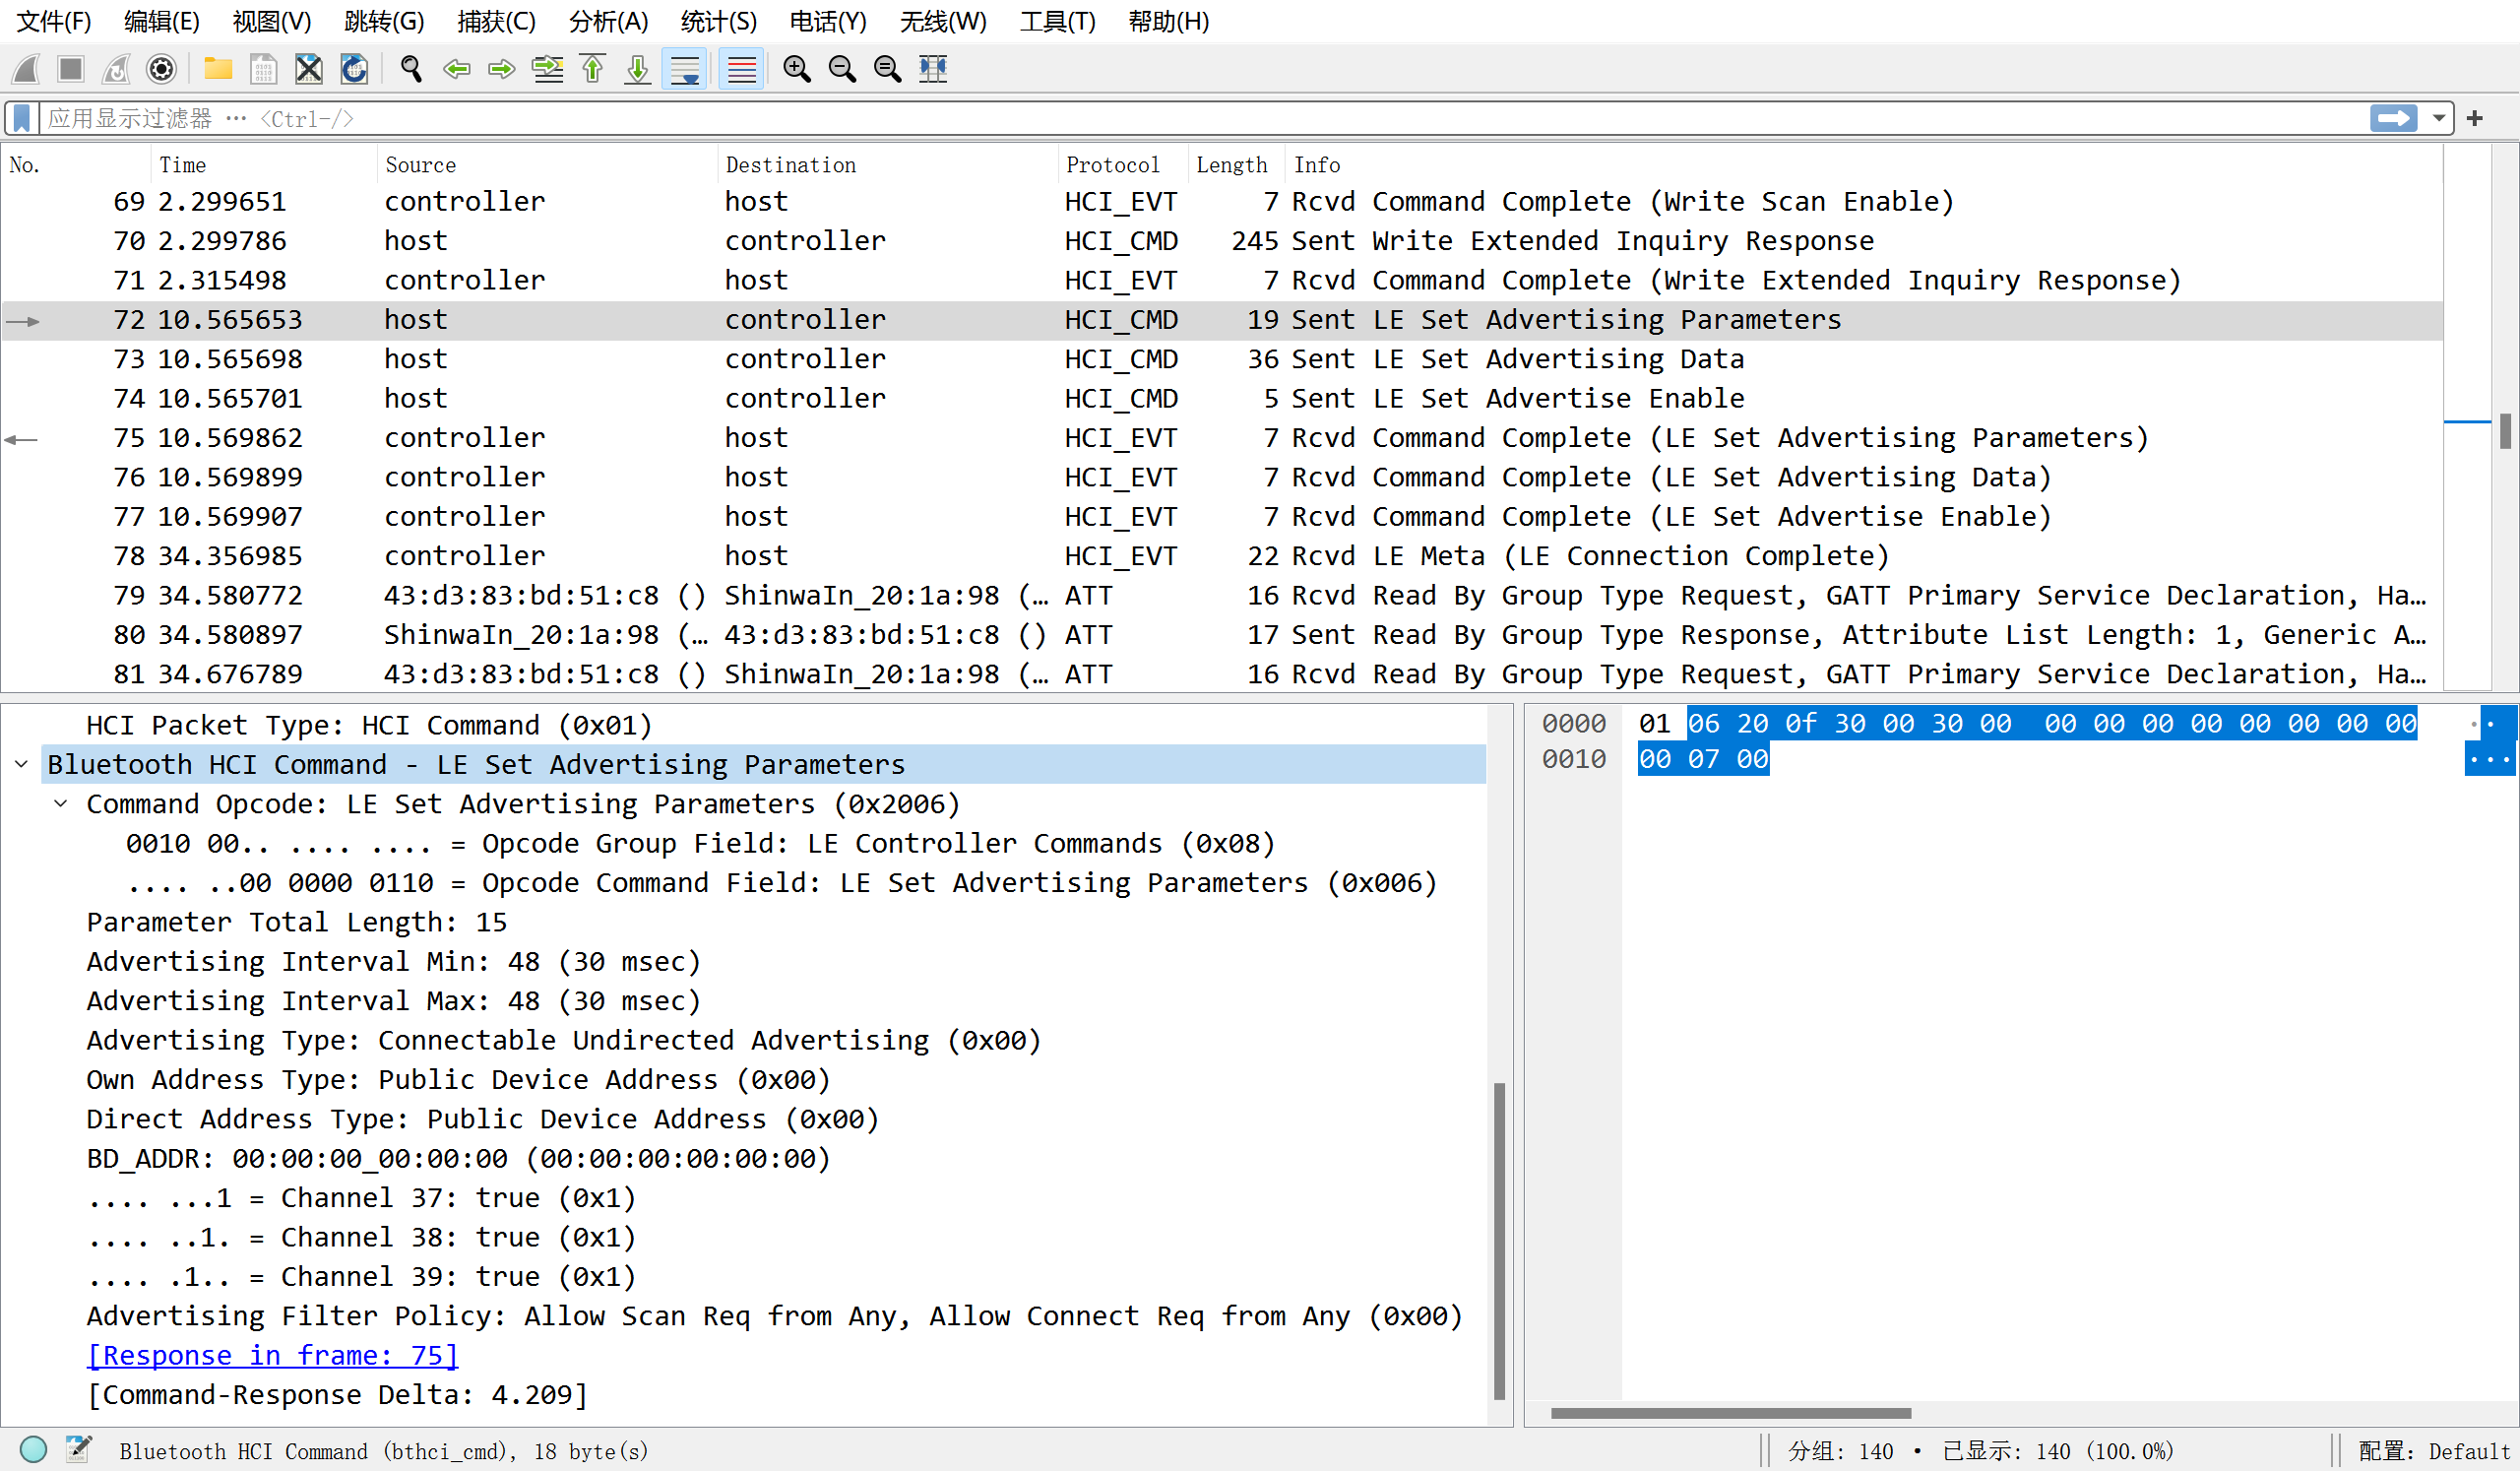 文件(F) 编辑(E) 视图(V) 跳转(G) 捕获(C) 分析(A) 统计(S) 电话(Y) 无线(W) 工具(T) 帮助(H)
应用显示过滤器 … <Ctrl-/>
No. Time Source Destination Protocol Length Info
69 2.299651 controller host HCI_EVT 7 Rcvd Command Complete (Write Scan Enable)
70 2.299786 host controller HCI_CMD 245 Sent Write Extended Inquiry Response
71 2.315498 controller host HCI_EVT 7 Rcvd Command Complete (Write Extended Inquiry Response)
72 10.565653 host controller HCI_CMD 19 Sent LE Set Advertising Parameters
73 10.565698 host controller HCI_CMD 36 Sent LE Set Advertising Data
74 10.565701 host controller HCI_CMD 5 Sent LE Set Advertise Enable
75 10.569862 controller host HCI_EVT 7 Rcvd Command Complete (LE Set Advertising Parameters)
76 10.569899 controller host HCI_EVT 7 Rcvd Command Complete (LE Set Advertising Data)
77 10.569907 controller host HCI_EVT 7 Rcvd Command Complete (LE Set Advertise Enable)
78 34.356985 controller host HCI_EVT 22 Rcvd LE Meta (LE Connection Complete)
79 34.580772 43:d3:83:bd:51:c8 () ShinwaIn_20:1a:98 (… ATT 16 Rcvd Read By Group Type Request, GATT Primary Service Declaration, Ha…
80 34.580897 ShinwaIn_20:1a:98 (… 43:d3:83:bd:51:c8 () ATT 17 Sent Read By Group Type Response, Attribute List Length: 1, Generic A…
81 34.676789 43:d3:83:bd:51:c8 () ShinwaIn_20:1a:98 (… ATT 16 Rcvd Read By Group Type Request, GATT Primary Service Declaration, Ha…
HCI Packet Type: HCI Command (0x01)
Bluetooth HCI Command - LE Set Advertising Parameters
Command Opcode: LE Set Advertising Parameters (0x2006)
0010 00.. .... .... = Opcode Group Field: LE Controller Commands (0x08)
.... ..00 0000 0110 = Opcode Command Field: LE Set Advertising Parameters (0x006)
Parameter Total Length: 15
Advertising Interval Min: 48 (30 msec)
Advertising Interval Max: 48 (30 msec)
Advertising Type: Connectable Undirected Advertising (0x00)
Own Address Type: Public Device Address (0x00)
Direct Address Type: Public Device Address (0x00)
BD_ADDR: 00:00:00_00:00:00 (00:00:00:00:00:00)
.... ...1 = Channel 37: true (0x1)
.... ..1. = Channel 38: true (0x1)
.... .1.. = Channel 39: true (0x1)
Advertising Filter Policy: Allow Scan Req from Any, Allow Connect Req from Any (0x00)
[Response in frame: 75]
[Command-Response Delta: 4.209]
0000 01 06 20 0f 30 00 30 00 00 00 00 00 00 00 00 00 ··
0010 00 07 00 ···
Bluetooth HCI Command (bthci_cmd), 18 byte(s)
分组: 140 · 已显示: 140 (100.0%)
配置: Default